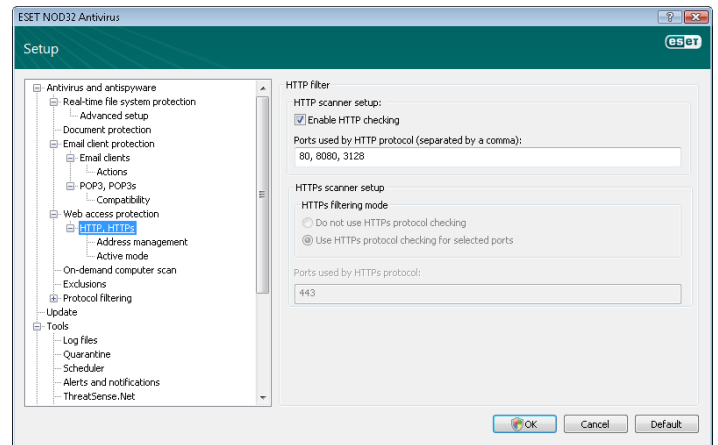 ESET NOD32 Antivirus
Setup
eseT
Antivirus and antispyware
Real-time file system protection
Advanced setup
Document protection
Email client protection
Email clients
Actions
POP3, POP3s
Compatibility
Web access protection
HTTP, HTTPs
Address management
Active mode
On-demand computer scan
Exclusions
Protocol filtering
Update
Tools
Log files
Quarantine
Scheduler
Alerts and notifications
ThreatSense.Net
HTTP filter
HTTP scanner setup:
Enable HTTP checking
Ports used by HTTP protocol (separated by a comma):
80, 8080, 3128
HTTPs scanner setup
HTTPs filtering mode
Do not use HTTPs protocol checking
Use HTTPs protocol checking for selected ports
Ports used by HTTPs protocol:
443
OK
Cancel
Default